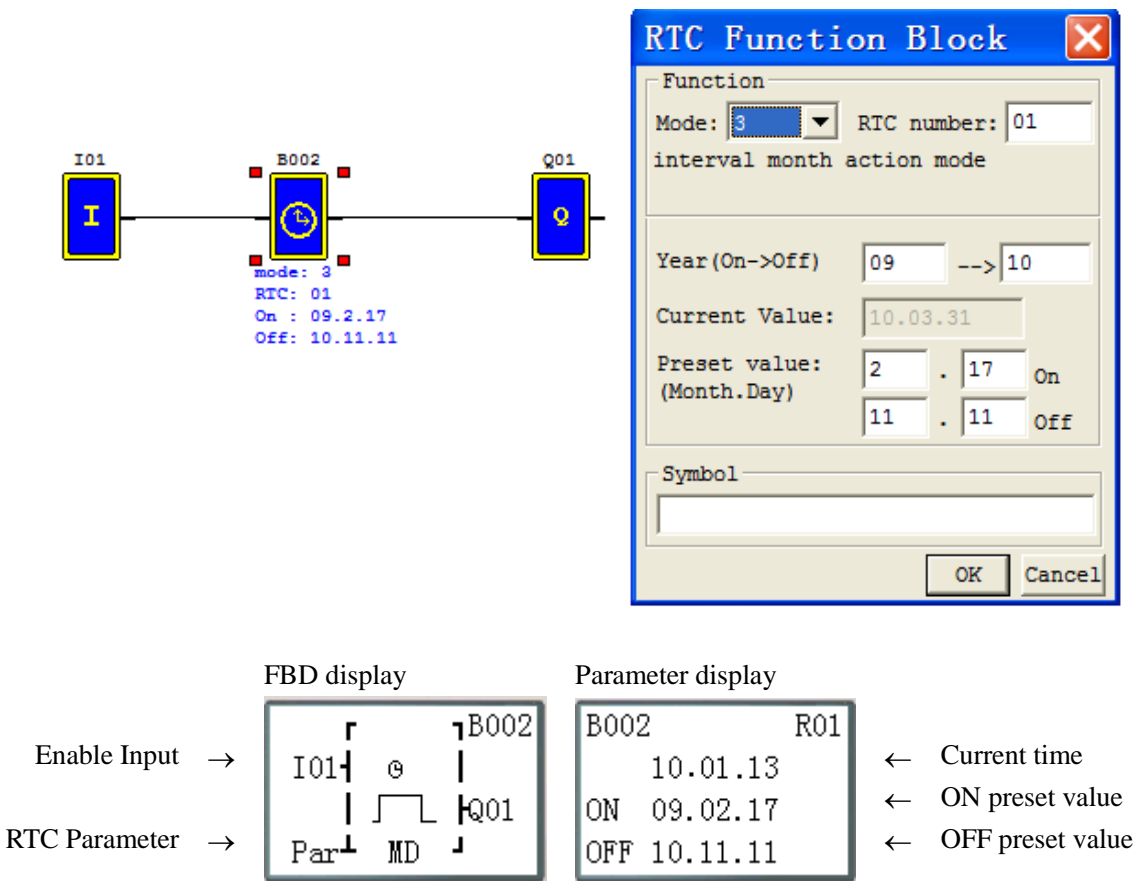 RTC Function Block
Function
Mode: 3 RTC number: 01
interval month action mode
Year(On->Off) 09 --> 10
Current Value: 10.03.31
Preset value: 2 . 17 On
(Month.Day)
11 . 11 Off
Symbol
OK Cancel
I01 B002 Q01
I Q
mode: 3
RTC: 01
On : 09.2.17
Off: 10.11.11
FBD display Parameter display
B002
Enable Input → I01
Q01
RTC Parameter → Par MD
B002 R01
10.01.13 ← Current time
ON 09.02.17 ← ON preset value
OFF 10.11.11 ← OFF preset value